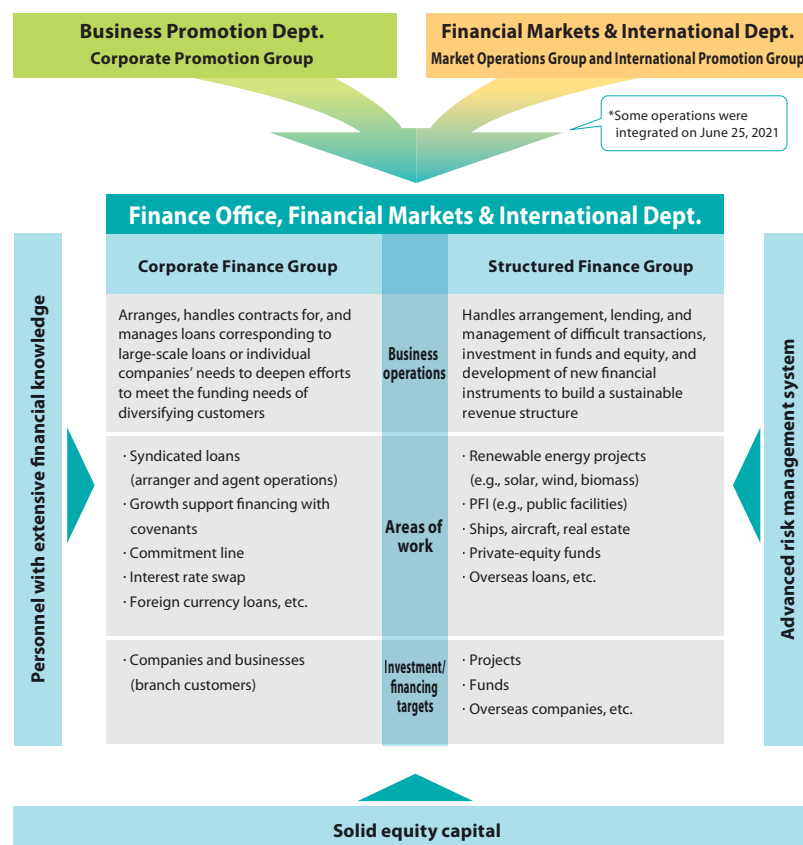 Business Promotion Dept.
Corporate Promotion Group
Financial Markets & International Dept.
Market Operations Group and International Promotion Group
*Some operations were
integrated on June 25, 2021
Finance Office, Financial Markets & International Dept.
Corporate Finance Group
Structured Finance Group
Arranges, handles contracts for, and
manages loans corresponding to
large-scale loans or individual
companies' needs to deepen efforts
to meet the funding needs of
diversifying customers
Business
operations
Handles arrangement, lending, and
management of difficult transactions,
investment in funds and equity, and
development of new financial
instruments to build a sustainable
revenue structure
· Syndicated loans
(arranger and agent operations)
· Growth support financing with
covenants
· Commitment line
· Interest rate swap
· Foreign currency loans, etc.
Areas of
work
· Renewable energy projects
(e.g., solar, wind, biomass)
· PFI (e.g., public facilities)
· Ships, aircraft, real estate
· Private-equity funds
· Overseas loans, etc.
· Companies and businesses
(branch customers)
Investment/
financing
targets
· Projects
· Funds
· Overseas companies, etc.
Personnel with extensive financial knowledge
Advanced risk management system
Solid equity capital